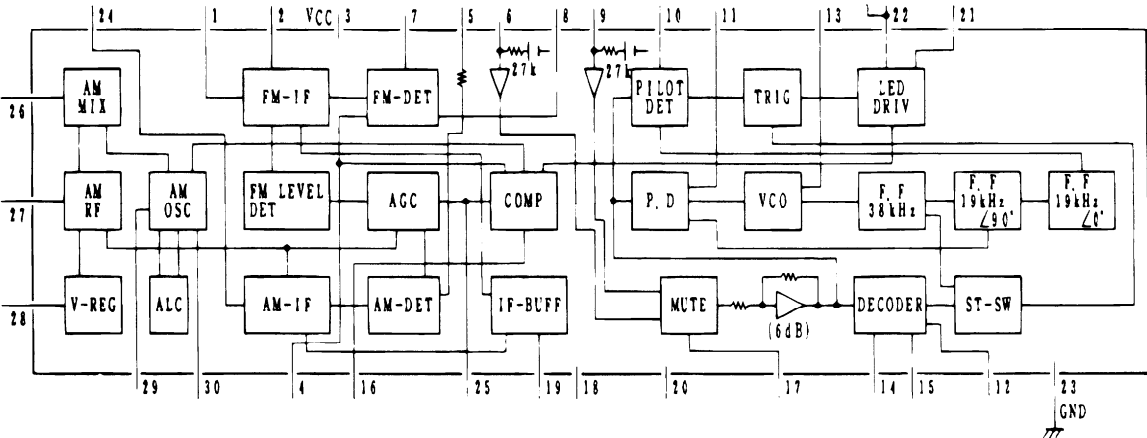 24 1 2 VCC 3 7 5 6 8 9 10 11 13 22 21
27k 27k
AM
MIX
FM-IF
FM-DET
PILOT
DET
TRIG
LED
DRIV
26
AM
RF
AM
OSC
FM LEVEL
DET
AGC
COMP
P.D
VCO
F.F
38kHz
F.F
19kHz
∠90°
F.F
19kHz
∠0°
27
V-REG
ALC
AM-IF
AM-DET
IF-BUFF
MUTE
(6dB)
DECODER
ST-SW
28
29 30 4 16 25 19 18 20 17 14 15 12 23
GND